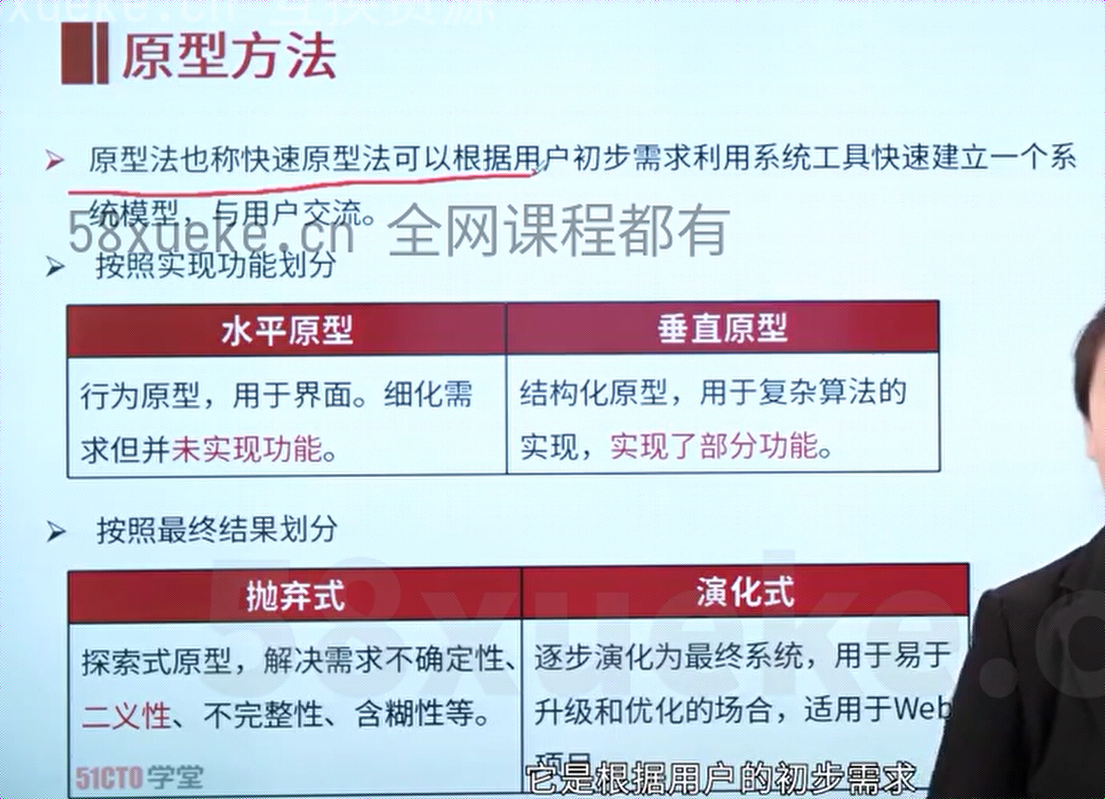 xueke.cn 互换资源
原型方法
原型法也称快速原型法可以根据用户初步需求利用系统工具快速建立一个系
统模型，与用户交流。
58xueke.cn 全网课程都有
按照实现功能划分
水平原型
垂直原型
行为原型，用于界面。细化需
求但并未实现功能。
结构化原型，用于复杂算法的
实现，实现了部分功能。
按照最终结果划分
抛弃式
演化式
探索式原型，解决需求不确定性、
二义性、不完整性、含糊性等。
逐步演化为最终系统，用于易于
升级和优化的场合，适用于Web
项目
58xueke.c
51CTO学堂
它是根据用户的初步需求